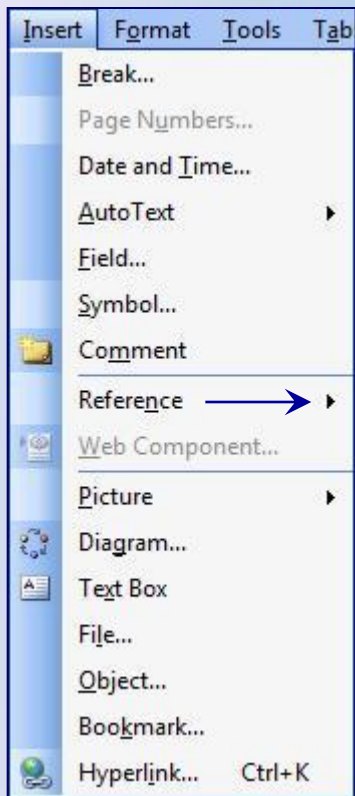 Insert Format Tools Tab
Break...
Page Numbers...
Date and Time...
AutoText
Field...
Symbol...
Comment
Reference
Web Component...
Picture
Diagram...
Text Box
File...
Object...
Bookmark...
Hyperlink... Ctrl+K